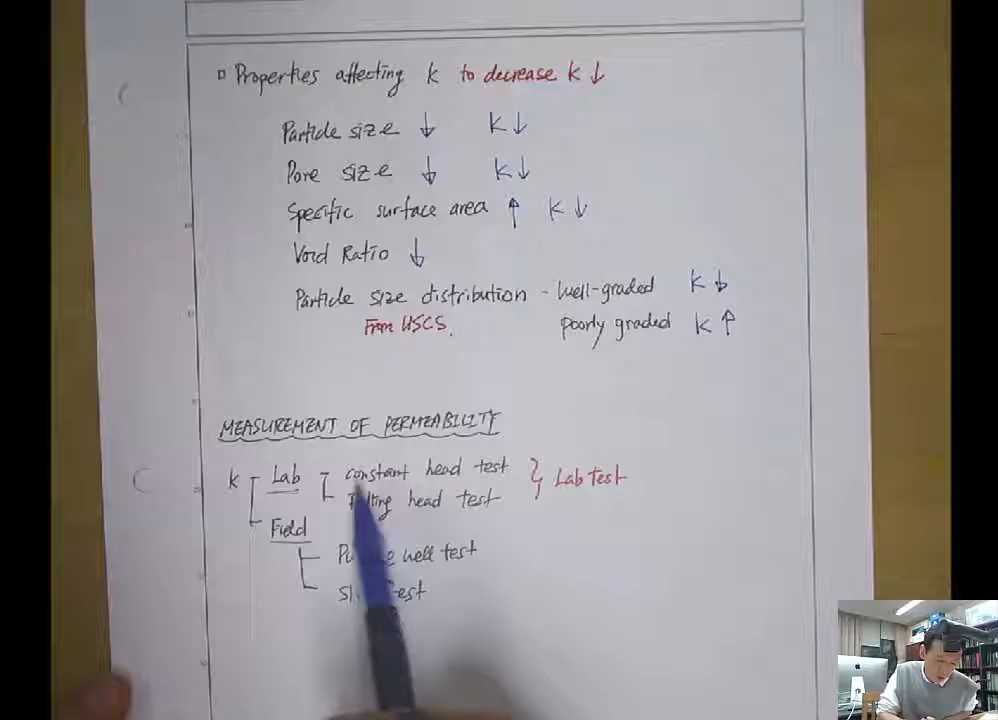 □ Properties affecting k to decrease k ↓
Particle size ↓ k ↓
Pore size ↓ k ↓
Specific surface area ↑ k ↓
Void Ratio ↓
Particle size distribution - well-graded k ↓
From USCS. poorly graded k ↑
MEASUREMENT OF PERMEABILITY
k Lab constant head test } Lab test
head test
Field
well test